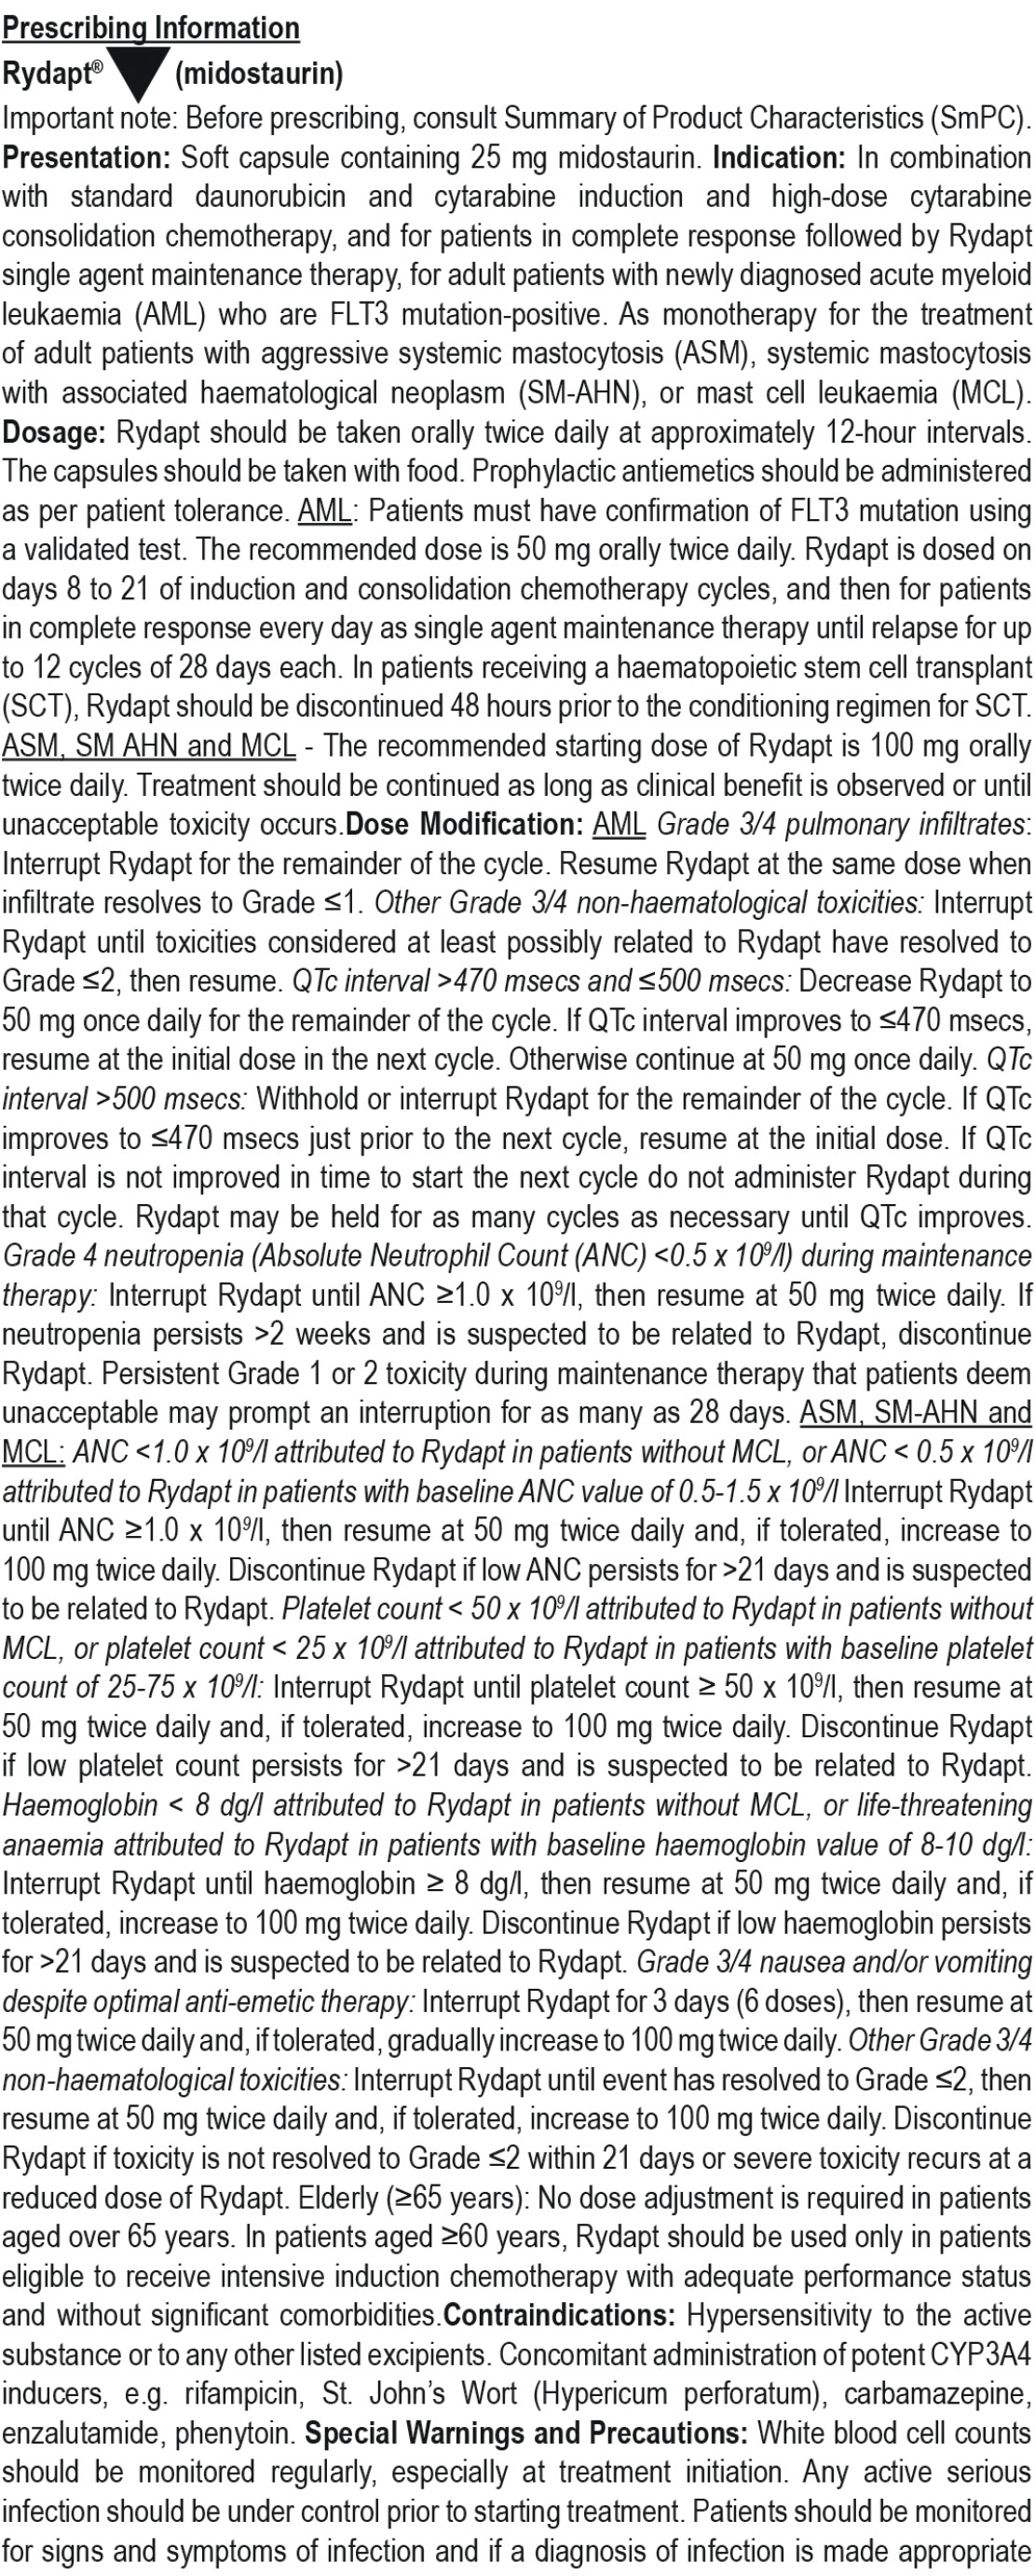 Prescribing Information
Rydapt® ▼ (midostaurin)
Important note: Before prescribing, consult Summary of Product Characteristics (SmPC).
Presentation: Soft capsule containing 25 mg midostaurin. Indication: In combination
with standard daunorubicin and cytarabine induction and high-dose cytarabine
consolidation chemotherapy, and for patients in complete response followed by Rydapt
single agent maintenance therapy, for adult patients with newly diagnosed acute myeloid
leukaemia (AML) who are FLT3 mutation-positive. As monotherapy for the treatment
of adult patients with aggressive systemic mastocytosis (ASM), systemic mastocytosis
with associated haematological neoplasm (SM-AHN), or mast cell leukaemia (MCL).
Dosage: Rydapt should be taken orally twice daily at approximately 12-hour intervals.
The capsules should be taken with food. Prophylactic antiemetics should be administered
as per patient tolerance. AML: Patients must have confirmation of FLT3 mutation using
a validated test. The recommended dose is 50 mg orally twice daily. Rydapt is dosed on
days 8 to 21 of induction and consolidation chemotherapy cycles, and then for patients
in complete response every day as single agent maintenance therapy until relapse for up
to 12 cycles of 28 days each. In patients receiving a haematopoietic stem cell transplant
(SCT), Rydapt should be discontinued 48 hours prior to the conditioning regimen for SCT.
ASM, SM AHN and MCL - The recommended starting dose of Rydapt is 100 mg orally
twice daily. Treatment should be continued as long as clinical benefit is observed or until
unacceptable toxicity occurs.Dose Modification: AML Grade 3/4 pulmonary infiltrates:
Interrupt Rydapt for the remainder of the cycle. Resume Rydapt at the same dose when
infiltrate resolves to Grade ≤1. Other Grade 3/4 non-haematological toxicities: Interrupt
Rydapt until toxicities considered at least possibly related to Rydapt have resolved to
Grade ≤2, then resume. QTc interval >470 msecs and ≤500 msecs: Decrease Rydapt to
50 mg once daily for the remainder of the cycle. If QTc interval improves to ≤470 msecs,
resume at the initial dose in the next cycle. Otherwise continue at 50 mg once daily. QTc
interval >500 msecs: Withhold or interrupt Rydapt for the remainder of the cycle. If QTc
improves to ≤470 msecs just prior to the next cycle, resume at the initial dose. If QTc
interval is not improved in time to start the next cycle do not administer Rydapt during
that cycle. Rydapt may be held for as many cycles as necessary until QTc improves.
Grade 4 neutropenia (Absolute Neutrophil Count (ANC) <0.5 x 10⁹/l) during maintenance
therapy: Interrupt Rydapt until ANC ≥1.0 x 10⁹/l, then resume at 50 mg twice daily. If
neutropenia persists >2 weeks and is suspected to be related to Rydapt, discontinue
Rydapt. Persistent Grade 1 or 2 toxicity during maintenance therapy that patients deem
unacceptable may prompt an interruption for as many as 28 days. ASM, SM-AHN and
MCL: ANC <1.0 x 10⁹/l attributed to Rydapt in patients without MCL, or ANC < 0.5 x 10⁹/l
attributed to Rydapt in patients with baseline ANC value of 0.5-1.5 x 10⁹/l Interrupt Rydapt
until ANC ≥1.0 x 10⁹/l, then resume at 50 mg twice daily and, if tolerated, increase to
100 mg twice daily. Discontinue Rydapt if low ANC persists for >21 days and is suspected
to be related to Rydapt. Platelet count < 50 x 10⁹/l attributed to Rydapt in patients without
MCL, or platelet count < 25 x 10⁹/l attributed to Rydapt in patients with baseline platelet
count of 25-75 x 10⁹/l: Interrupt Rydapt until platelet count ≥ 50 x 10⁹/l, then resume at
50 mg twice daily and, if tolerated, increase to 100 mg twice daily. Discontinue Rydapt
if low platelet count persists for >21 days and is suspected to be related to Rydapt.
Haemoglobin < 8 dg/l attributed to Rydapt in patients without MCL, or life-threatening
anaemia attributed to Rydapt in patients with baseline haemoglobin value of 8-10 dg/l:
Interrupt Rydapt until haemoglobin ≥ 8 dg/l, then resume at 50 mg twice daily and, if
tolerated, increase to 100 mg twice daily. Discontinue Rydapt if low haemoglobin persists
for >21 days and is suspected to be related to Rydapt. Grade 3/4 nausea and/or vomiting
despite optimal anti-emetic therapy: Interrupt Rydapt for 3 days (6 doses), then resume at
50 mg twice daily and, if tolerated, gradually increase to 100 mg twice daily. Other Grade 3/4
non-haematological toxicities: Interrupt Rydapt until event has resolved to Grade ≤2, then
resume at 50 mg twice daily and, if tolerated, increase to 100 mg twice daily. Discontinue
Rydapt if toxicity is not resolved to Grade ≤2 within 21 days or severe toxicity recurs at a
reduced dose of Rydapt. Elderly (≥65 years): No dose adjustment is required in patients
aged over 65 years. In patients aged ≥60 years, Rydapt should be used only in patients
eligible to receive intensive induction chemotherapy with adequate performance status
and without significant comorbidities.Contraindications: Hypersensitivity to the active
substance or to any other listed excipients. Concomitant administration of potent CYP3A4
inducers, e.g. rifampicin, St. John's Wort (Hypericum perforatum), carbamazepine,
enzalutamide, phenytoin. Special Warnings and Precautions: White blood cell counts
should be monitored regularly, especially at treatment initiation. Any active serious
infection should be under control prior to starting treatment. Patients should be monitored
for signs and symptoms of infection and if a diagnosis of infection is made appropriate